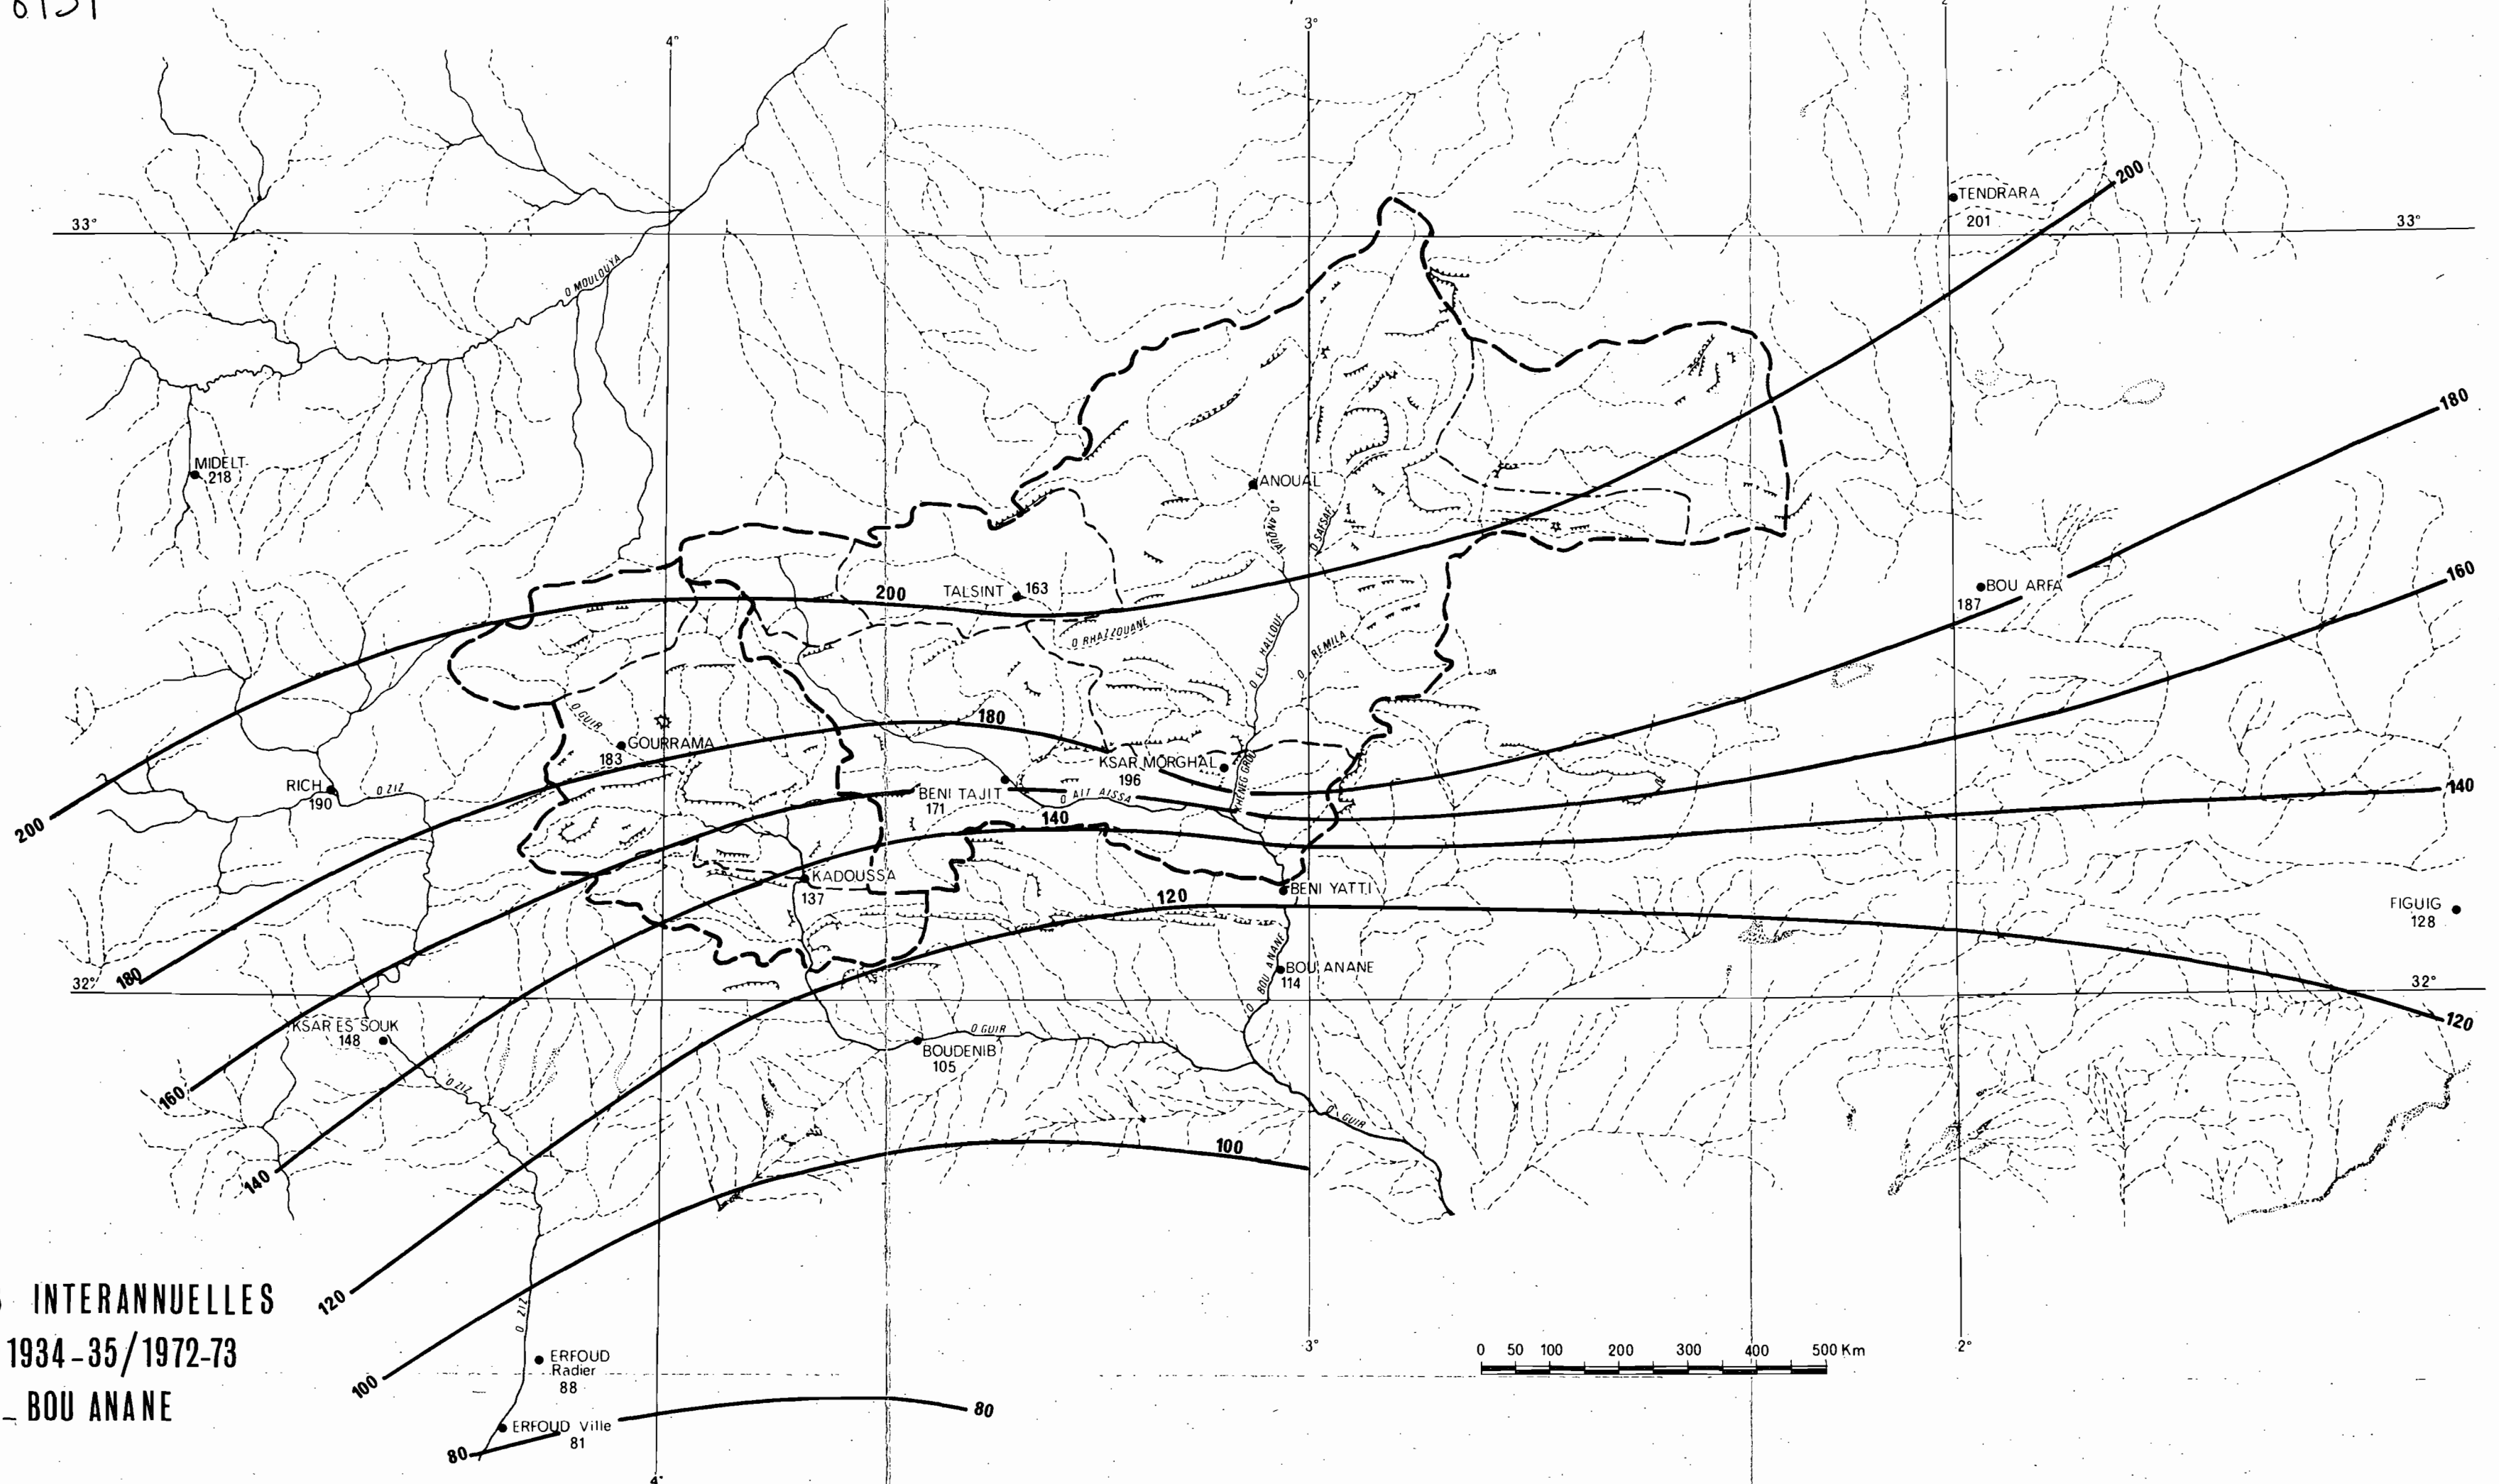 4°
3°
33°
TENDRARA
201
200
33°
O MOULOUYA
180
MIDELT
218
ANOUAL
O ANOUAL
O SAFSAF
160
200
TALSINT
163
BOU ARFA
187
O RHAZZOUANE
O EL HALLOUF
O REMILA
O GUIR
180
GOURRAMA
183
KSAR MORGHAL
196
KHENEG GROU
RICH
190
O ZIZ
BENI TAJIT
171
O AIT AISSA
140
200
140
KADOUSSA
137
BENI YATTI
120
FIGUIG
128
BOU ANANE
114
O BOU ANANE
32°
180
32°
120
KSAR ES SOUK
148
O GUIR
BOUDENIB
105
O ZIZ
160
O GUIR
140
100
INTERANNUELLES
120
O ZIZ
1934-35/1972-73
3°
2°
0 50 100 200 300 400 500 Km
ERFOUD
Radier
88
100
_ BOU ANANE
80
ERFOUD Ville
81
80
4°